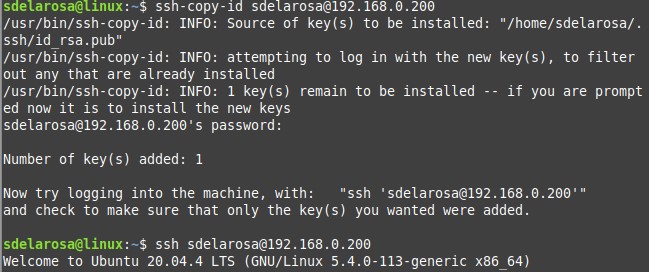 sdelarosa@linux:~$ ssh-copy-id sdelarosa@192.168.0.200
/usr/bin/ssh-copy-id: INFO: Source of key(s) to be installed: "/home/sdelarosa/.
ssh/id_rsa.pub"
/usr/bin/ssh-copy-id: INFO: attempting to log in with the new key(s), to filter
out any that are already installed
/usr/bin/ssh-copy-id: INFO: 1 key(s) remain to be installed -- if you are prompt
ed now it is to install the new keys
sdelarosa@192.168.0.200's password:
Number of key(s) added: 1
Now try logging into the machine, with:   "ssh 'sdelarosa@192.168.0.200'"
and check to make sure that only the key(s) you wanted were added.
sdelarosa@linux:~$ ssh sdelarosa@192.168.0.200
Welcome to Ubuntu 20.04.4 LTS (GNU/Linux 5.4.0-113-generic x86_64)